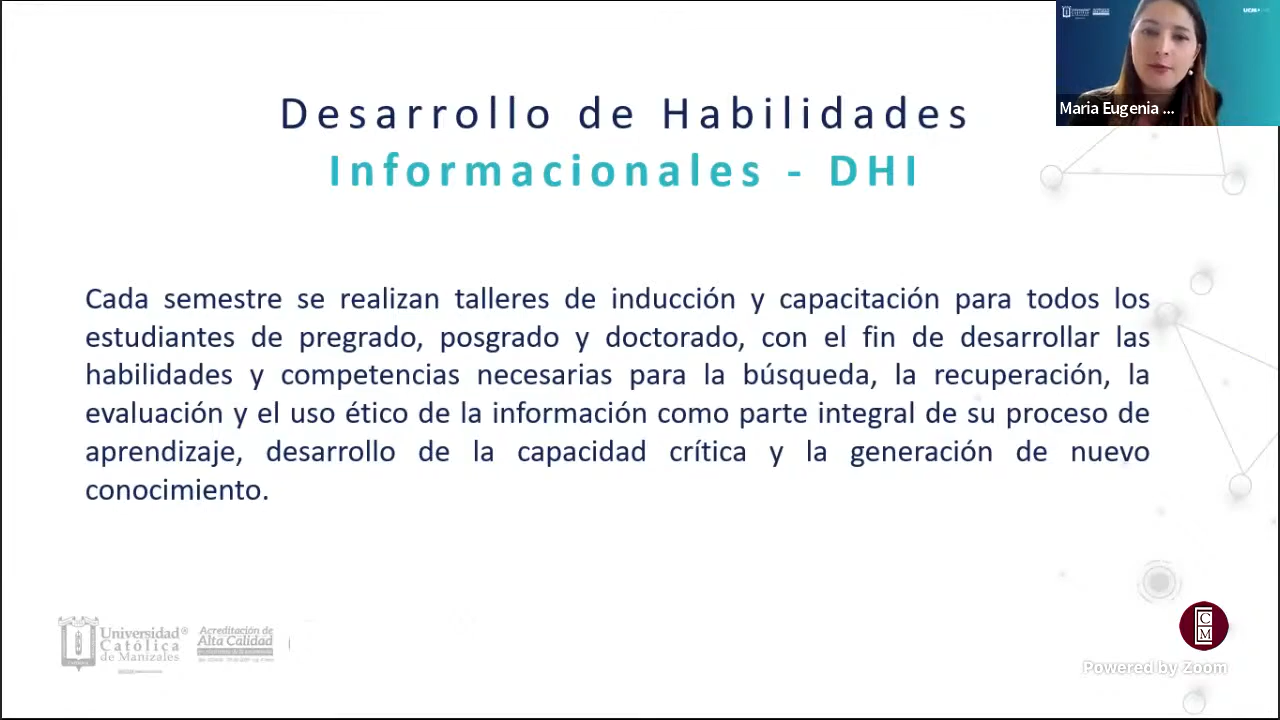 Desarrollo de Habilidades
Informacionales - DHI
Maria Eugenia ...
Cada semestre se realizan talleres de inducción y capacitación para todos los
estudiantes de pregrado, posgrado y doctorado, con el fin de desarrollar las
habilidades y competencias necesarias para la búsqueda, la recuperación, la
evaluación y el uso ético de la información como parte integral de su proceso de
aprendizaje, desarrollo de la capacidad crítica y la generación de nuevo
conocimiento.
Universidad®
Católica
de Manizales
Acreditación de
Alta Calidad
C
M
Powered by Zoom